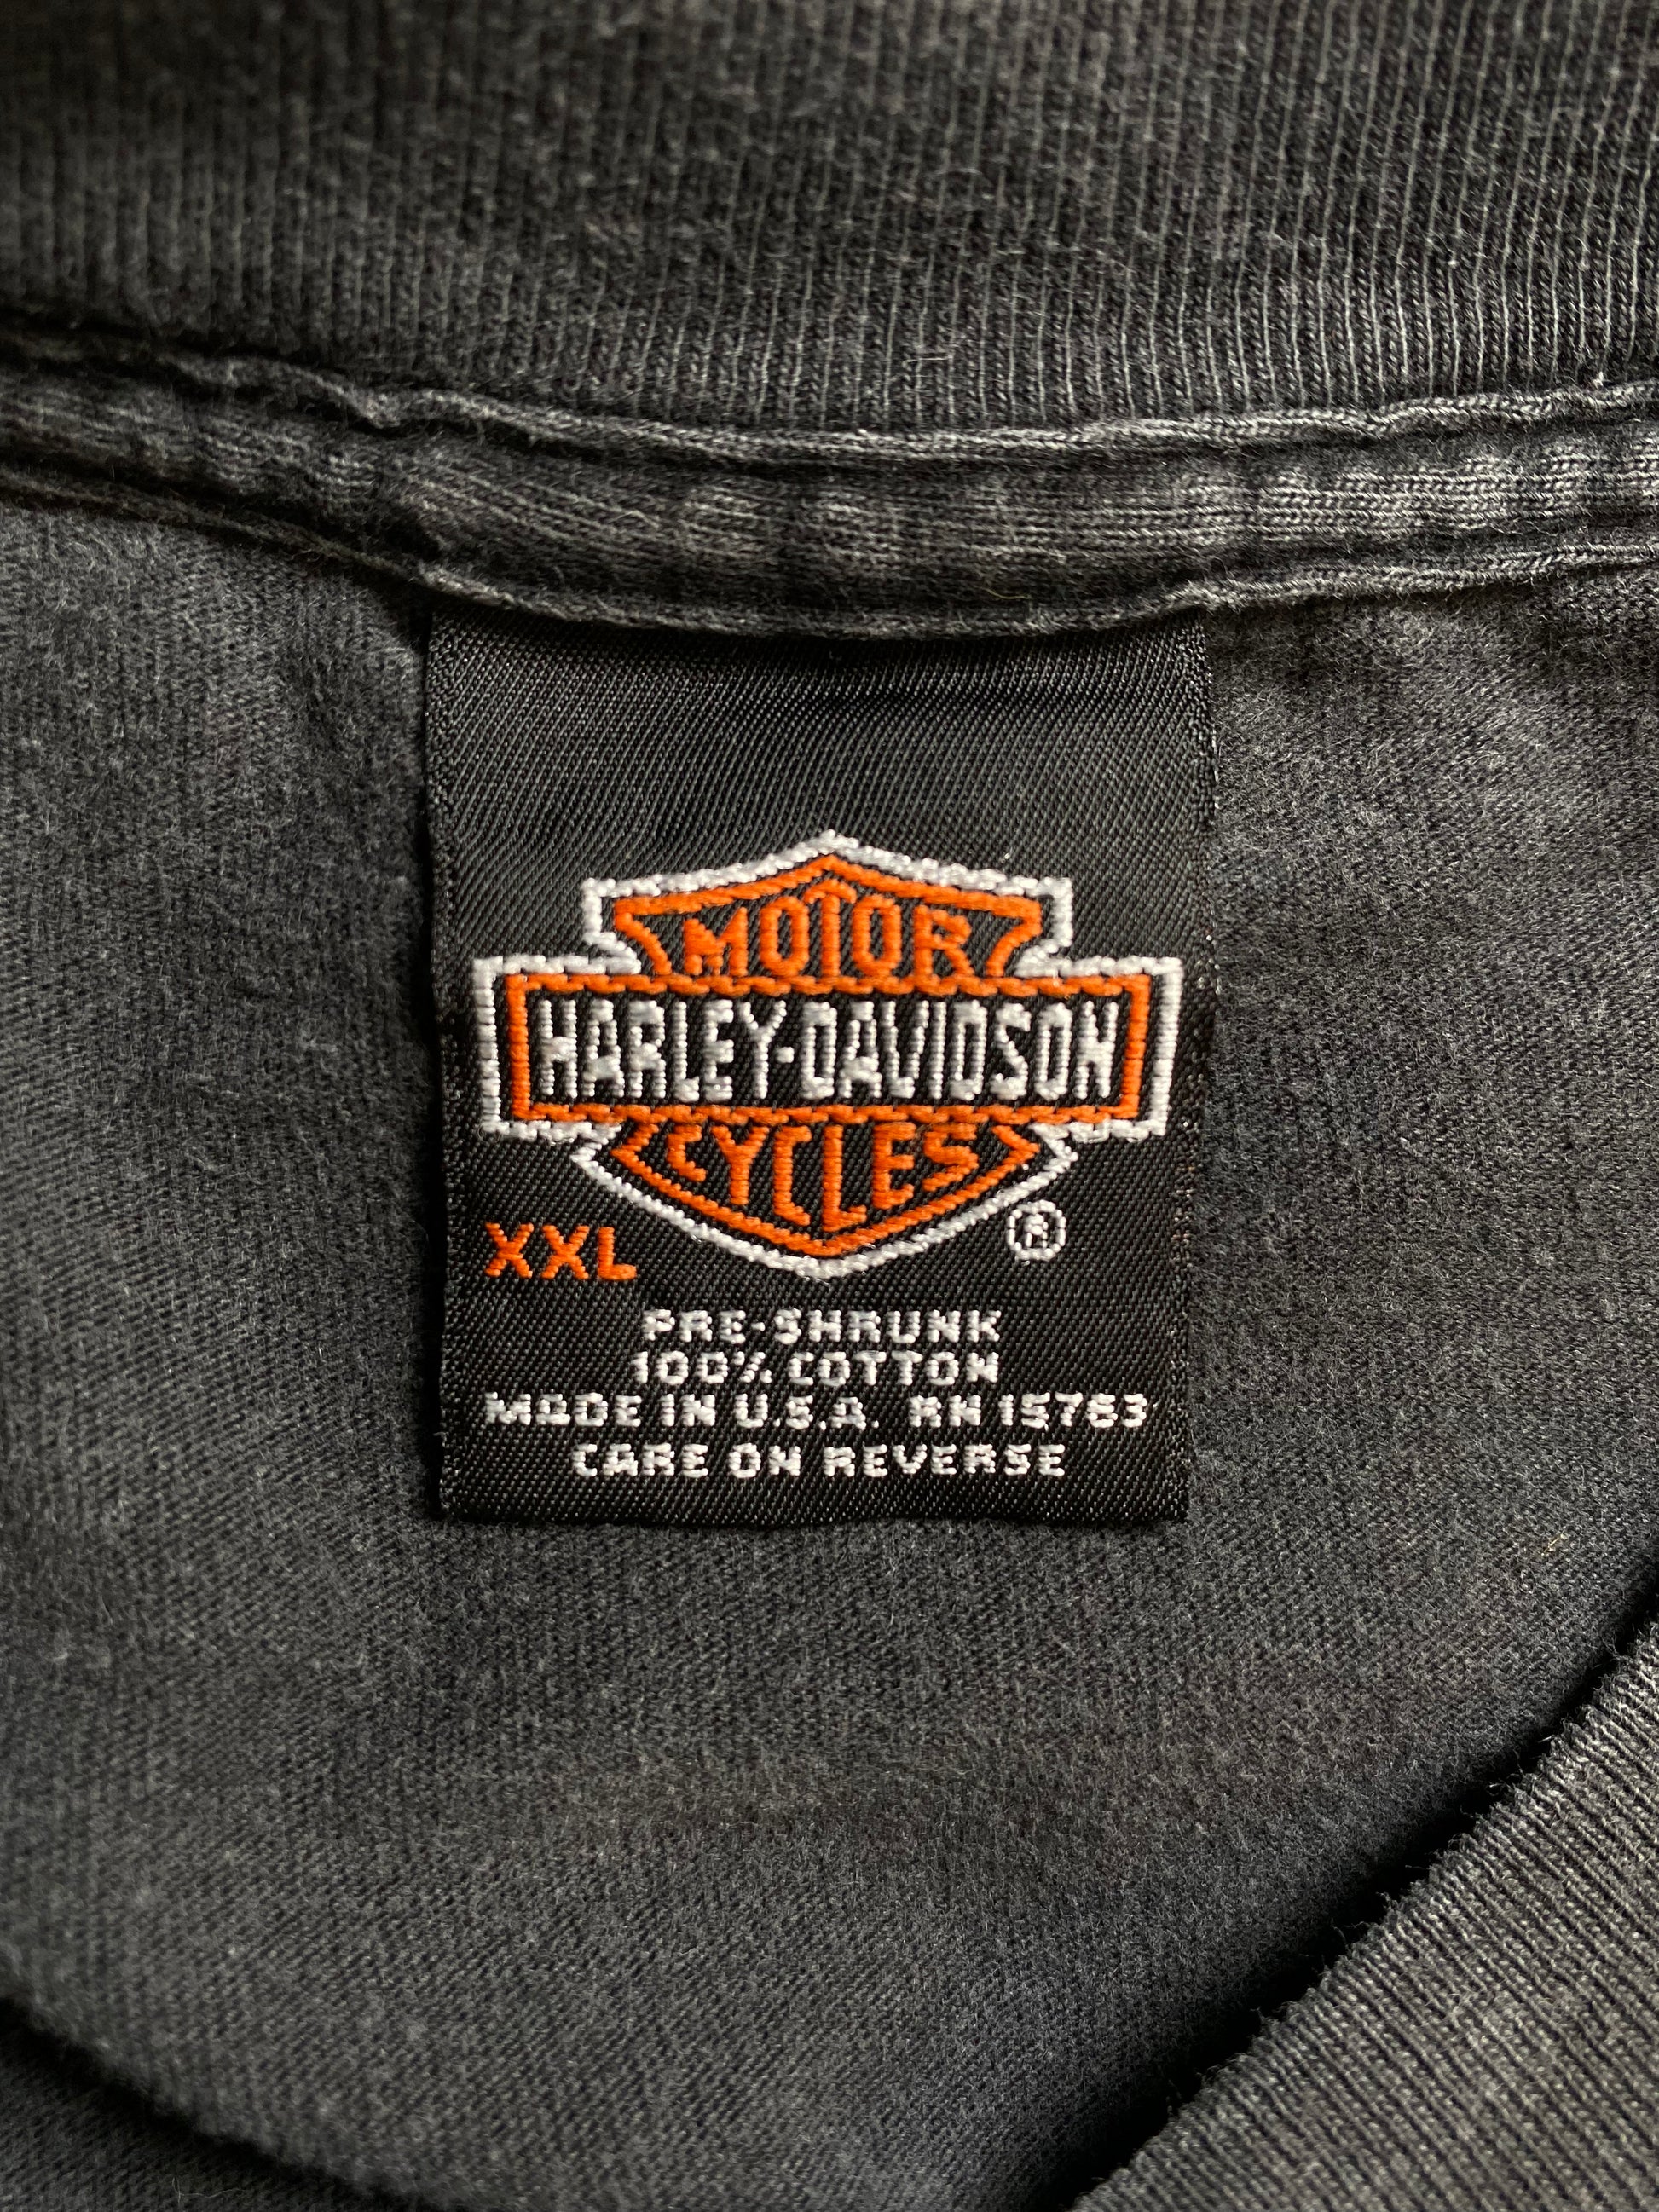 MOTOR
HARLEY-DAVIDSON
CYCLES
®
XXL
PRE-SHRUNK
100% COTTON
MADE IN U.S.A. RN 15763
CARE ON REVERSE